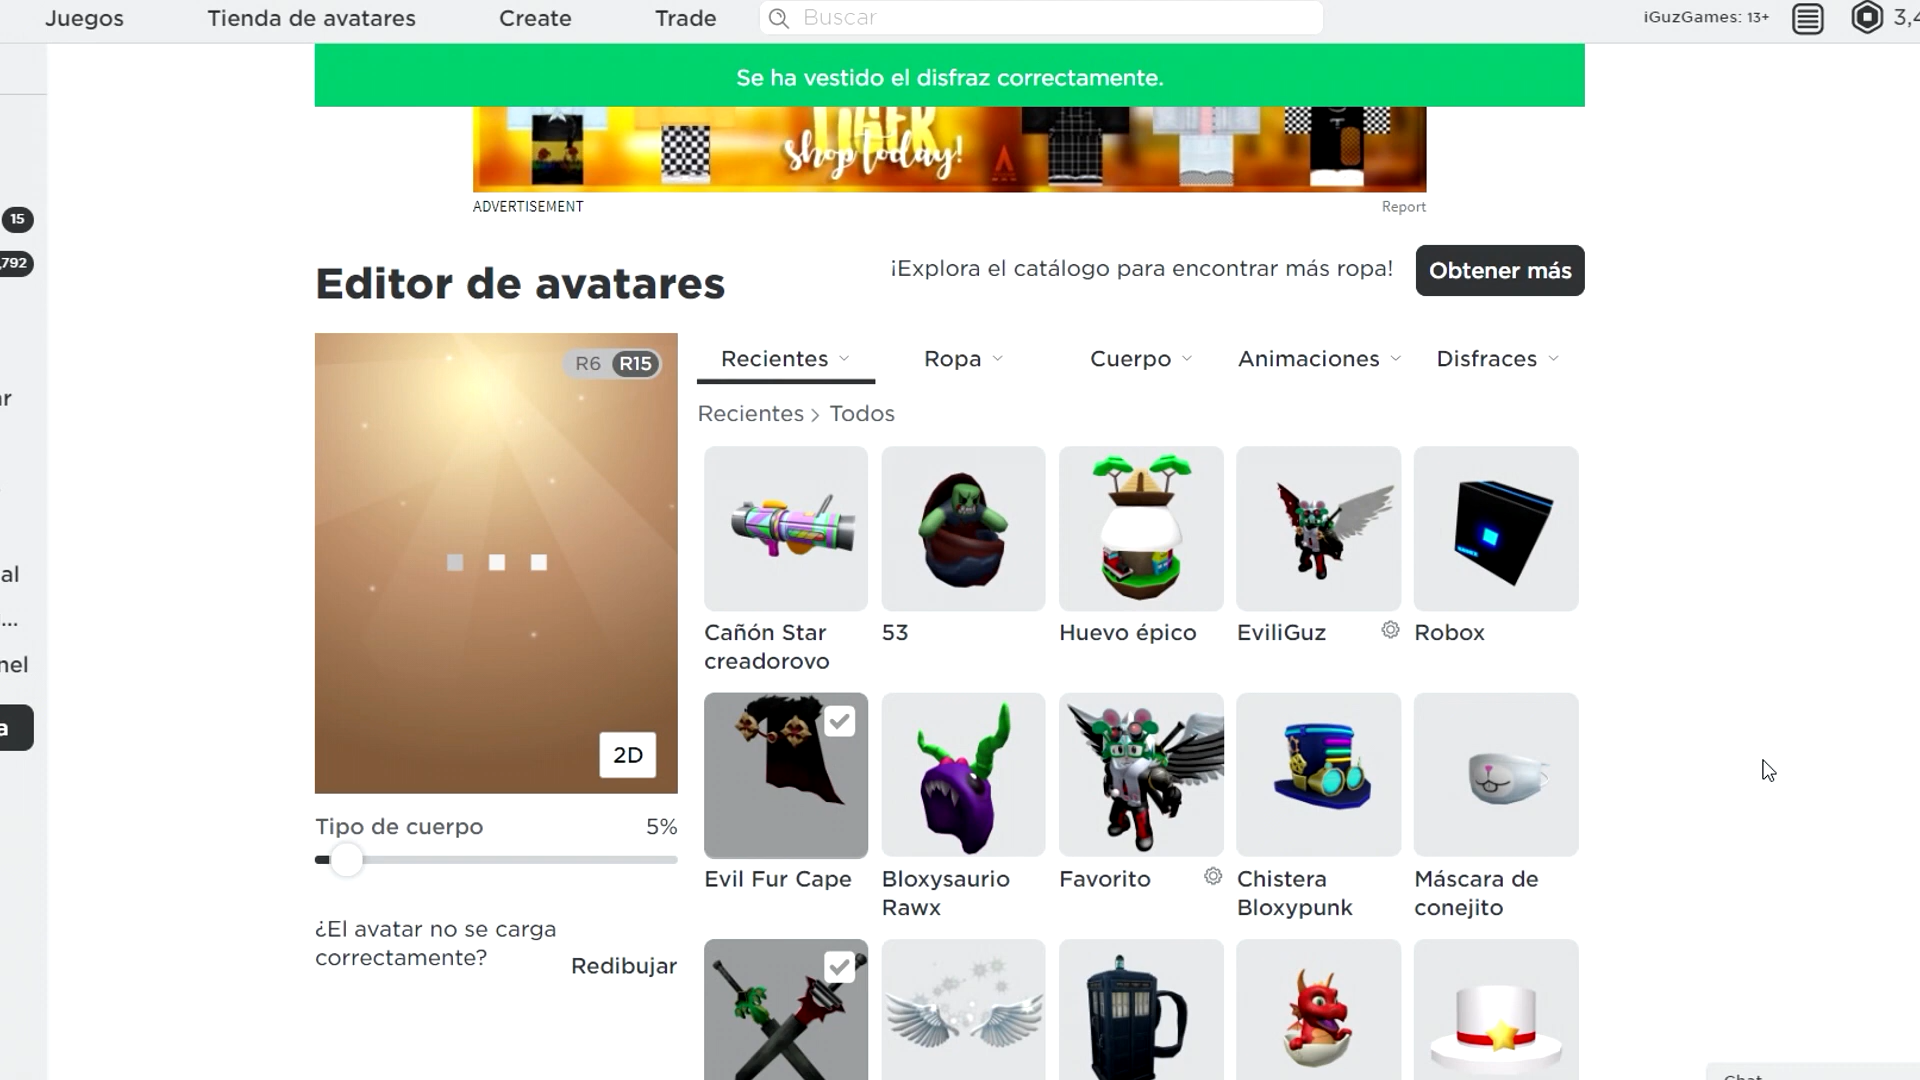 Juegos
Tienda de avatares
Create
Trade
Buscar
iGuzGames: 13+
Se ha vestido el disfraz correctamente.
shop today!
ADVERTISEMENT
Report
15
,792
Editor de avatares
¡Explora el catálogo para encontrar más ropa!
Obtener más
R6
R15
Recientes
Ropa
Cuerpo
Animaciones
Disfraces
Recientes > Todos
Cañón Star
creadorovo
53
Huevo épico
EviliGuz
Robox
2D
Tipo de cuerpo
5%
Evil Fur Cape
Bloxysaurio
Rawx
Favorito
Chistera
Bloxypunk
Máscara de
conejito
¿El avatar no se carga
correctamente?
Redibujar